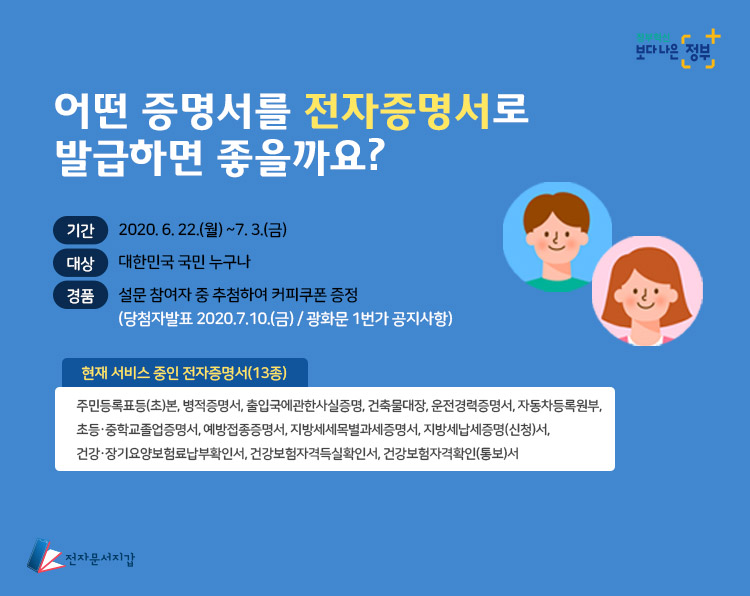 보다나은 정부
어떤 증명서를 전자증명서로
발급하면 좋을까요?
기간 2020. 6. 22.(월) ~7. 3.(금)
대상 대한민국 국민 누구나
경품 설문 참여자 중 추첨하여 커피쿠폰 증정
(당첨자발표 2020.7.10.(금) / 광화문 1번가 공지사항)
현재 서비스 중인 전자증명서(13종)
주민등록표등(초)본, 병적증명서, 출입국에관한사실증명, 건축물대장, 운전경력증명서, 자동차등록원부,
초등·중학교졸업증명서, 예방접종증명서, 지방세세목별과세증명서, 지방세납세증명(신청)서,
건강·장기요양보험료납부확인서, 건강보험자격득실확인서, 건강보험자격확인(통보)서
전자문서지갑